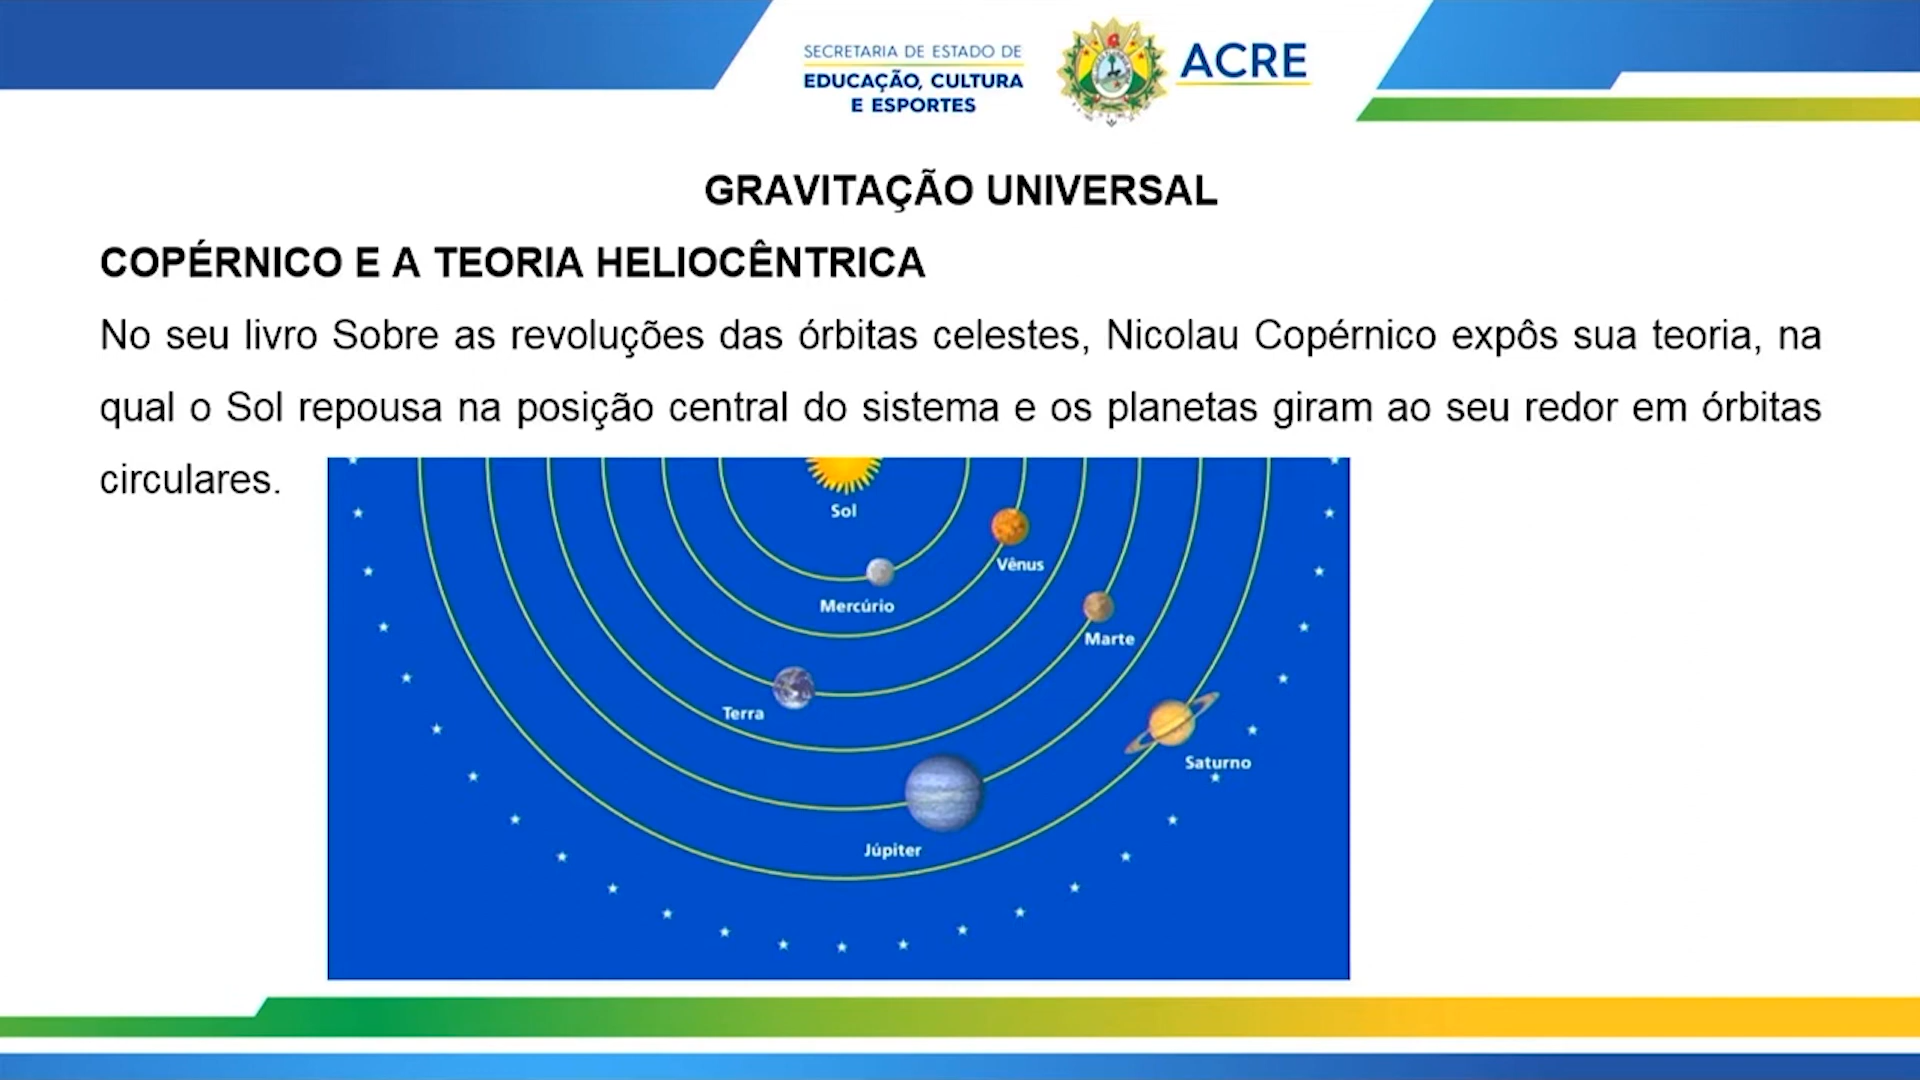 SECRETARIA DE ESTADO DE
EDUCAÇÃO, CULTURA
E ESPORTES
ACRE
GRAVITAÇÃO UNIVERSAL
COPÉRNICO E A TEORIA HELIOCÊNTRICA
No seu livro Sobre as revoluções das órbitas celestes, Nicolau Copérnico expôs sua teoria, na
qual o Sol repousa na posição central do sistema e os planetas giram ao seu redor em órbitas
circulares.
Sol
Vênus
Mercúrio
Marte
Terra
Saturno
Júpiter